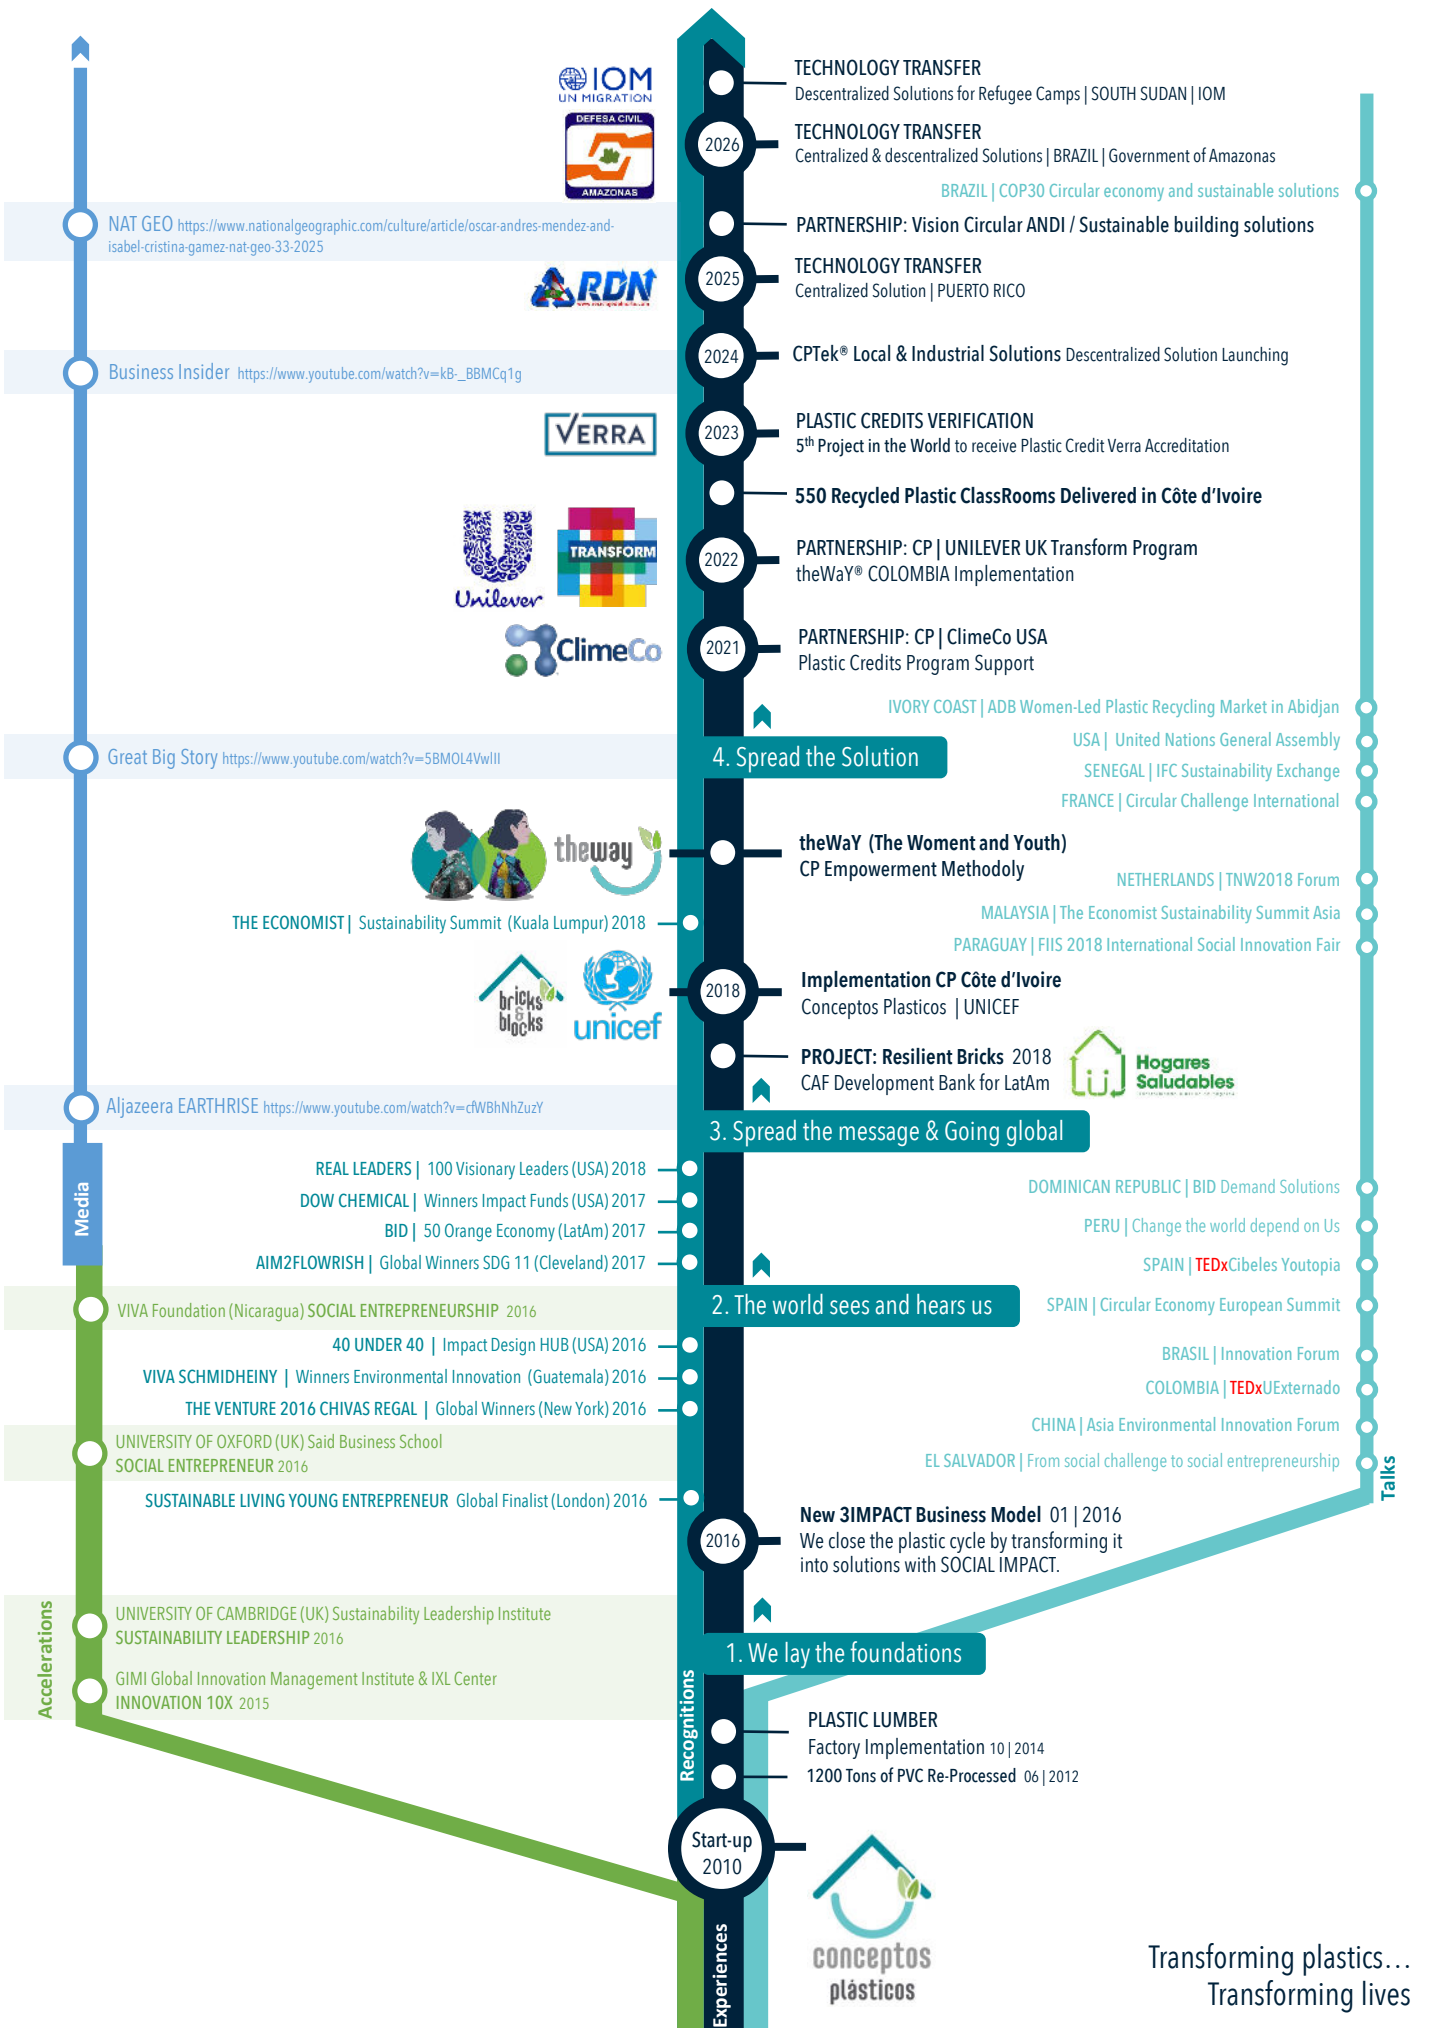 IOM
UN MIGRATION
TECHNOLOGY TRANSFER
Descentralized Solutions for Refugee Camps | SOUTH SUDAN | IOM
DEFESA CIVIL
AMAZONAS
2026
TECHNOLOGY TRANSFER
Centralized & descentralized Solutions | BRAZIL | Government of Amazonas
BRAZIL | COP30 Circular economy and sustainable solutions
NAT GEO https://www.nationalgeographic.com/culture/article/oscar-andres-mendez-and-
isabel-cristina-gamez-nat-geo-33-2025
PARTNERSHIP: Vision Circular ANDI / Sustainable building solutions
RDN
2025
TECHNOLOGY TRANSFER
Centralized Solution | PUERTO RICO
2024
CPTek® Local & Industrial Solutions Descentralized Solution Launching
Business Insider https://www.youtube.com/watch?v=kB-_BBMCq1g
VERRA
2023
PLASTIC CREDITS VERIFICATION
5th Project in the World to receive Plastic Credit Verra Accreditation
550 Recycled Plastic ClassRooms Delivered in Côte d'Ivoire
Unilever
TRANSFORM
2022
PARTNERSHIP: CP | UNILEVER UK Transform Program
theWaY® COLOMBIA Implementation
ClimeCo
2021
PARTNERSHIP: CP | ClimeCo USA
Plastic Credits Program Support
IVORY COAST | ADB Women-Led Plastic Recycling Market in Abidjan
USA | United Nations General Assembly
SENEGAL | IFC Sustainability Exchange
FRANCE | Circular Challenge International
Great Big Story https://www.youtube.com/watch?v=5BMOL4VwlII
4. Spread the Solution
theway
theWaY (The Woment and Youth)
CP Empowerment Methodoly
NETHERLANDS | TNW2018 Forum
MALAYSIA | The Economist Sustainability Summit Asia
PARAGUAY | FIIS 2018 International Social Innovation Fair
THE ECONOMIST | Sustainability Summit (Kuala Lumpur) 2018
bricks
&
blocks
unicef
2018
Implementation CP Côte d'Ivoire
Conceptos Plasticos | UNICEF
PROJECT: Resilient Bricks 2018
CAF Development Bank for LatAm
Hogares
Saludables
Aljazeera EARTHRISE https://www.youtube.com/watch?v=cfWBhNhZuzY
3. Spread the message & Going global
Media
REAL LEADERS | 100 Visionary Leaders (USA) 2018
DOW CHEMICAL | Winners Impact Funds (USA) 2017
BID | 50 Orange Economy (LatAm) 2017
AIM2FLOWRISH | Global Winners SDG 11 (Cleveland) 2017
DOMINICAN REPUBLIC | BID Demand Solutions
PERU | Change the world depend on Us
SPAIN | TEDxCibeles Youtopia
SPAIN | Circular Economy European Summit
BRASIL | Innovation Forum
COLOMBIA | TEDxUExternado
CHINA | Asia Environmental Innovation Forum
EL SALVADOR | From social challenge to social entrepreneurship
Talks
2. The world sees and hears us
VIVA Foundation (Nicaragua) SOCIAL ENTREPRENEURSHIP 2016
40 UNDER 40 | Impact Design HUB (USA) 2016
VIVA SCHMIDHEINY | Winners Environmental Innovation (Guatemala) 2016
THE VENTURE 2016 CHIVAS REGAL | Global Winners (New York) 2016
UNIVERSITY OF OXFORD (UK) Said Business School
SOCIAL ENTREPRENEUR 2016
SUSTAINABLE LIVING YOUNG ENTREPRENEUR Global Finalist (London) 2016
2016
New 3IMPACT Business Model 01 | 2016
We close the plastic cycle by transforming it
into solutions with SOCIAL IMPACT.
Accelerations
UNIVERSITY OF CAMBRIDGE (UK) Sustainability Leadership Institute
SUSTAINABILITY LEADERSHIP 2016
GIMI Global Innovation Management Institute & IXL Center
INNOVATION 10X 2015
1. We lay the foundations
Recognitions
PLASTIC LUMBER
Factory Implementation 10 | 2014
1200 Tons of PVC Re-Processed 06 | 2012
Start-up
2010
Experiences
conceptos
plásticos
Transforming plastics...
Transforming lives